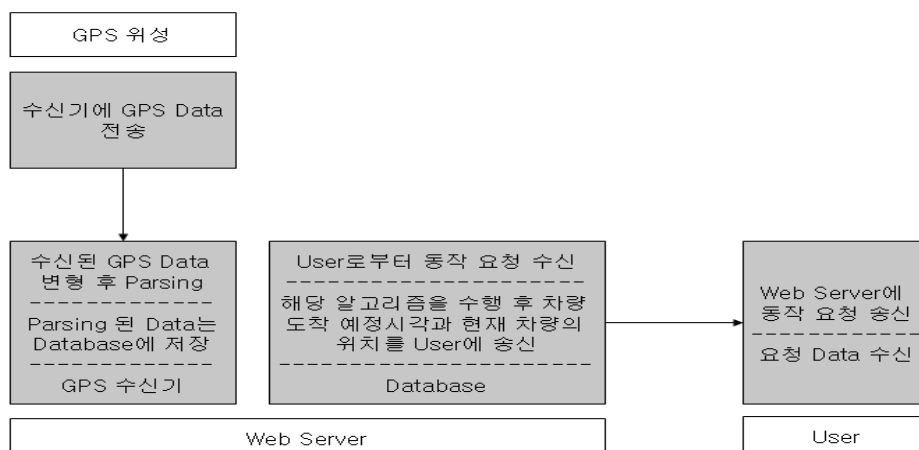 GPS 위성
수신기에 GPS Data
전송
수신된 GPS Data
변형 후 Parsing
Parsing 된 Data는
Database에 저장
GPS 수신기
User로부터 동작 요청 수신
해당 알고리즘을 수행 후 차량
도착 예정시각과 현재 차량의
위치를 User에 송신
Database
Web Server에
동작 요청 송신
요청 Data 수신
Web Server
User